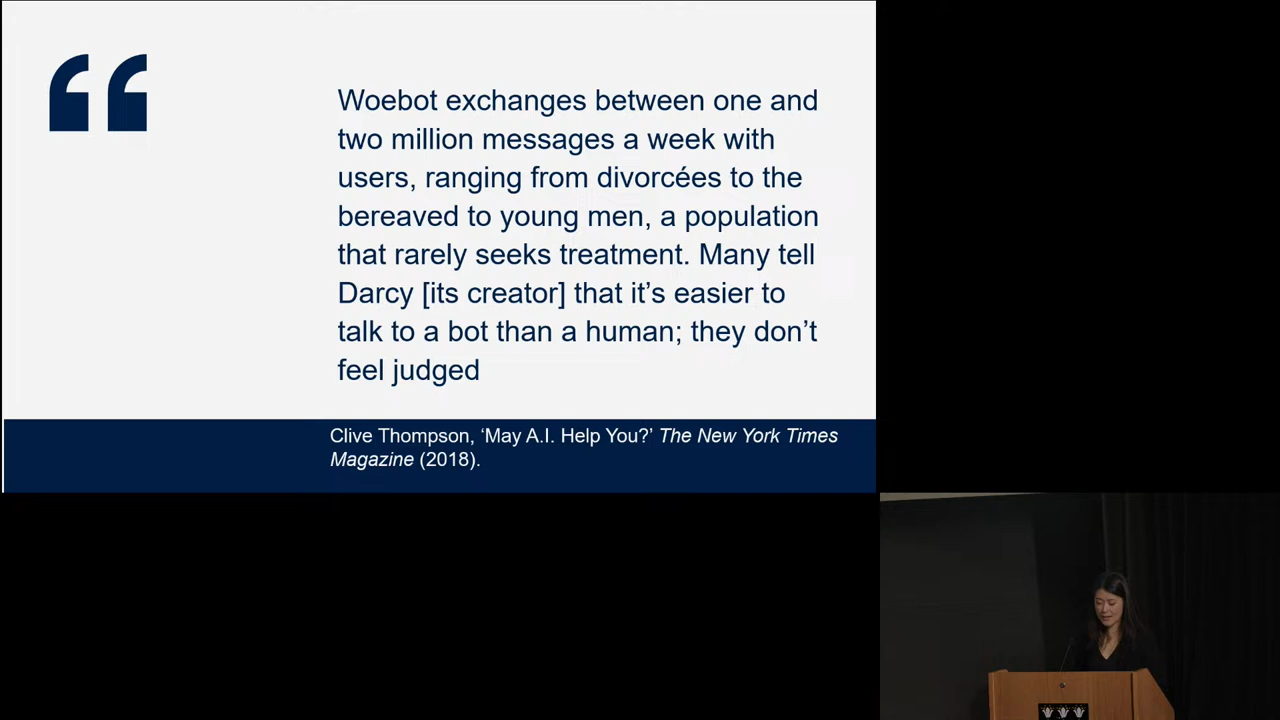 “
Woebot exchanges between one and
two million messages a week with
users, ranging from divorcées to the
bereaved to young men, a population
that rarely seeks treatment. Many tell
Darcy [its creator] that it’s easier to
talk to a bot than a human; they don’t
feel judged
Clive Thompson, ‘May A.I. Help You?’ The New York Times
Magazine (2018).